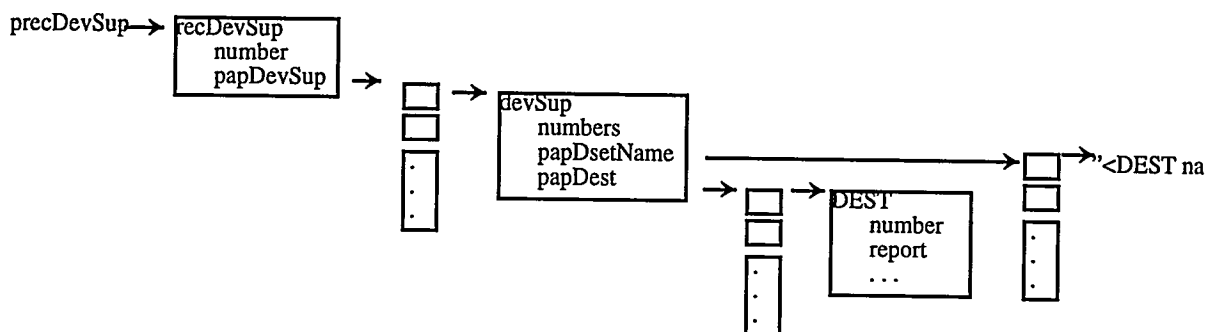 precDevSup
recDevSup
number
papDevSup
devSup
numbers
papDsetName
papDest
DEST
number
report
. . .
"<DEST na